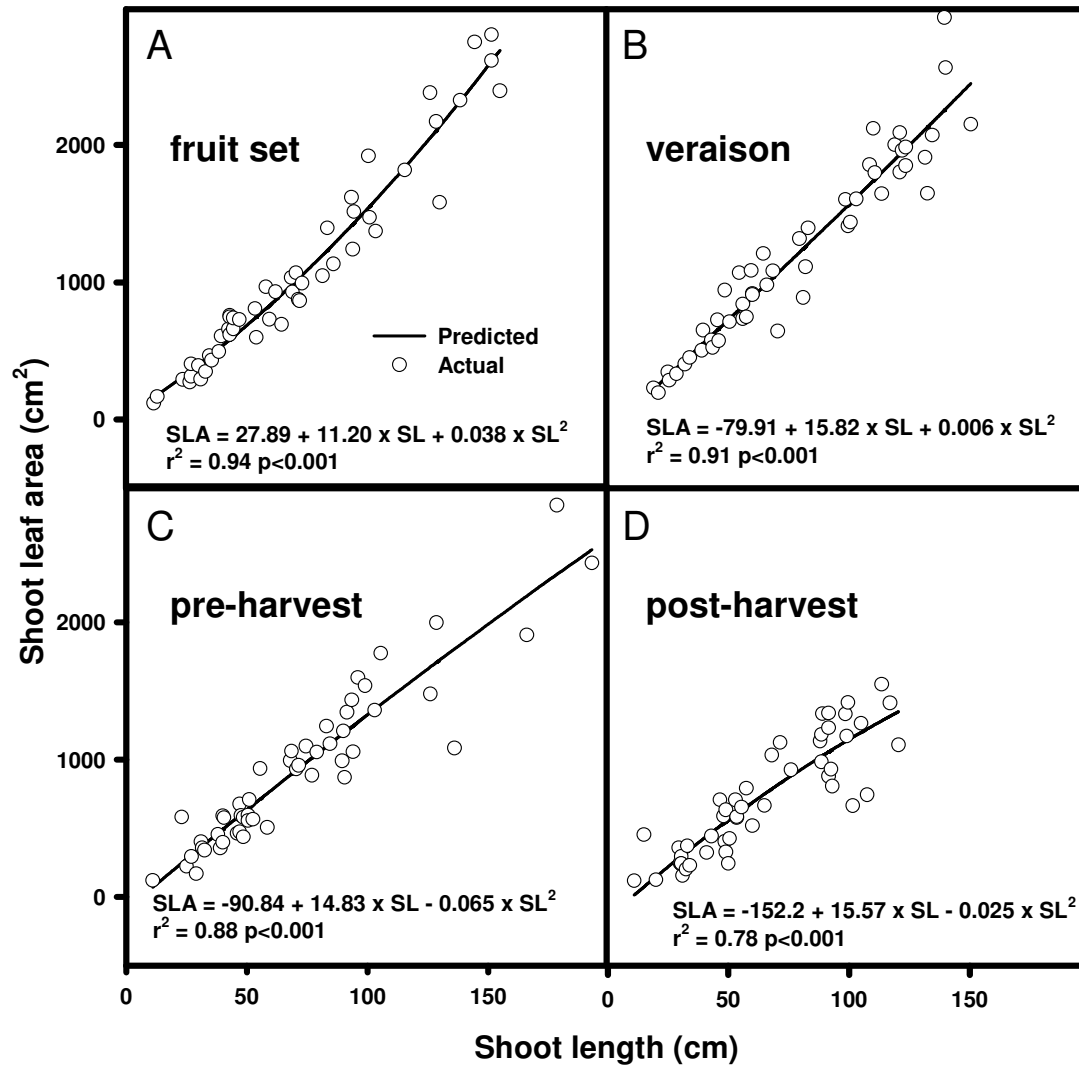 A
fruit set
Predicted
Actual
SLA = 27.89 + 11.20 x SL + 0.038 x SL²
r² = 0.94 p<0.001
B
veraison
SLA = -79.91 + 15.82 x SL + 0.006 x SL²
r² = 0.91 p<0.001
2000
1000
0
C
pre-harvest
SLA = -90.84 + 14.83 x SL - 0.065 x SL²
r² = 0.88 p<0.001
D
post-harvest
SLA = -152.2 + 15.57 x SL - 0.025 x SL²
r² = 0.78 p<0.001
2000
1000
0
0 50 100 150 0 50 100 150
Shoot leaf area (cm²)
Shoot length (cm)